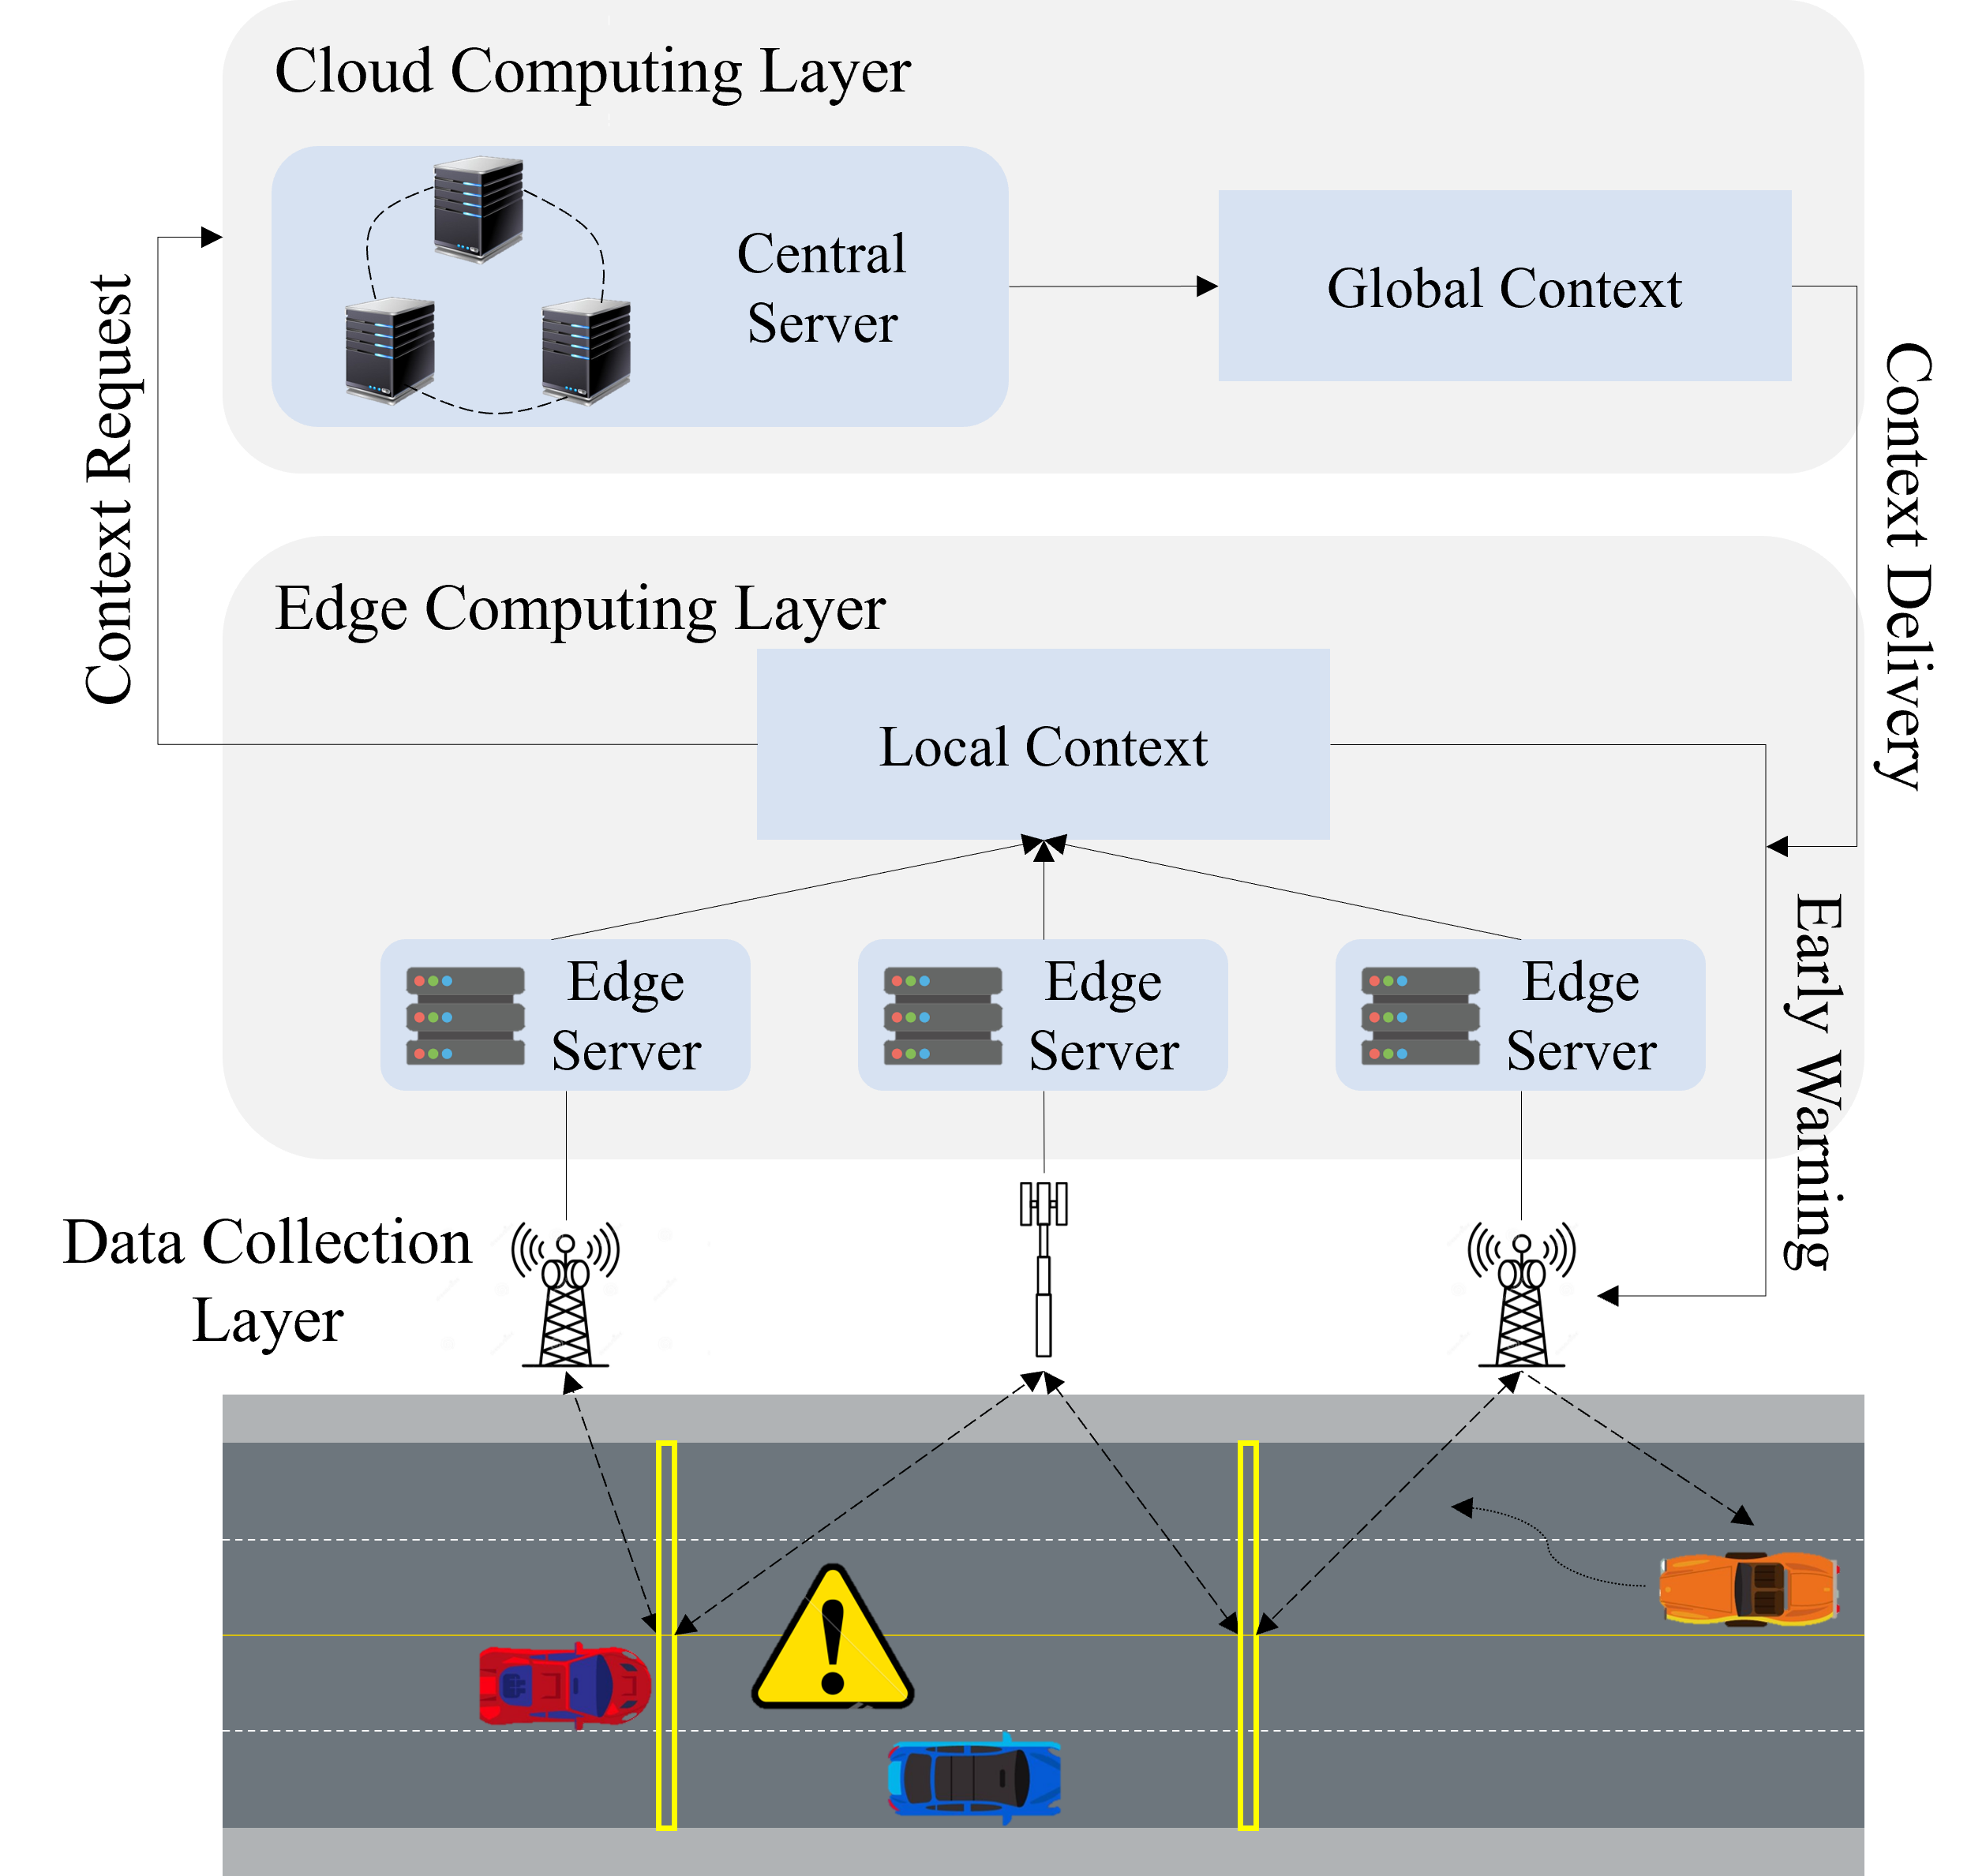 Cloud Computing Layer
Central
Server
Global Context
Context Request
Context Delivery
Edge Computing Layer
Local Context
Edge
Server
Edge
Server
Edge
Server
Early Warning
Data Collection
Layer